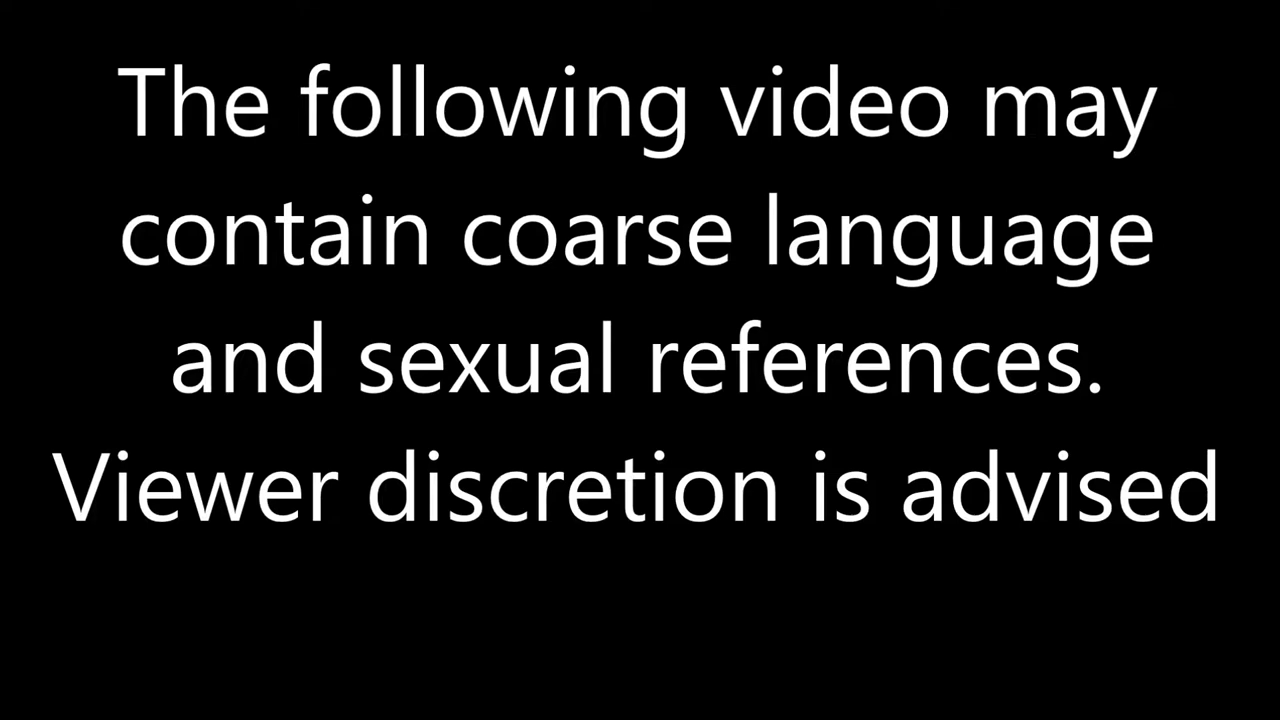 The following video may
contain coarse language
and sexual references.
Viewer discretion is advised